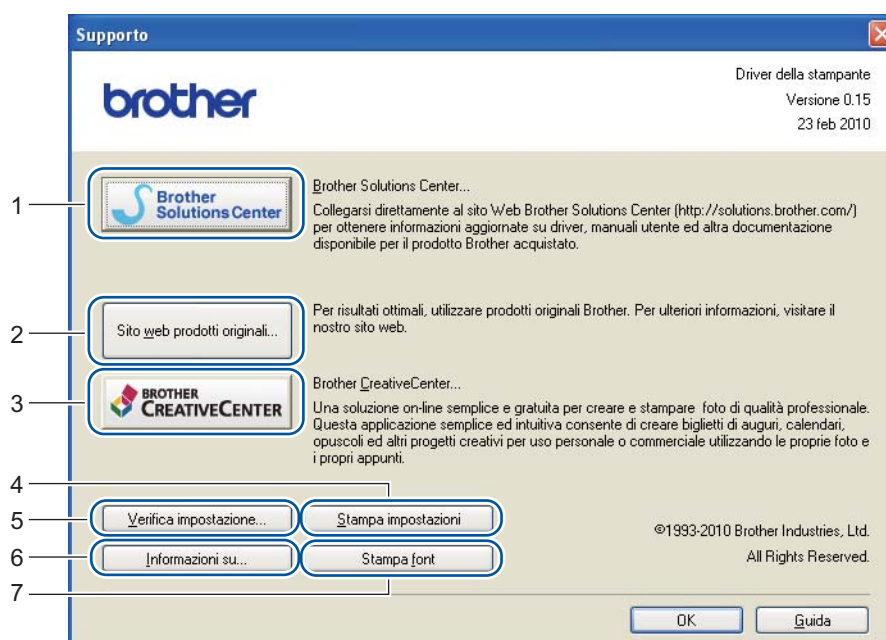 Supporto
brother
Driver della stampante
Versione 0.15
23 feb 2010
1
Brother
Solutions Center
Brother Solutions Center...
Collegarsi direttamente al sito Web Brother Solutions Center (http://solutions.brother.com/)
per ottenere informazioni aggiornate su driver, manuali utente ed altra documentazione
disponibile per il prodotto Brother acquistato.
2
Sito web prodotti originali...
Per risultati ottimali, utilizzare prodotti originali Brother. Per ulteriori informazioni, visitare il
nostro sito web.
3
BROTHER
CREATIVECENTER
Brother CreativeCenter...
Una soluzione on-line semplice e gratuita per creare e stampare  foto di qualità professionale.
Questa applicazione semplice ed intuitiva consente di creare biglietti di auguri, calendari,
opuscoli ed altri progetti creativi per uso personale o commerciale utilizzando le proprie foto e
i propri appunti.
4
5
Verifica impostazione...
Stampa impostazioni
©1993-2010 Brother Industries, Ltd.
6
Informazioni su...
Stampa font
All Rights Reserved.
7
OK
Guida